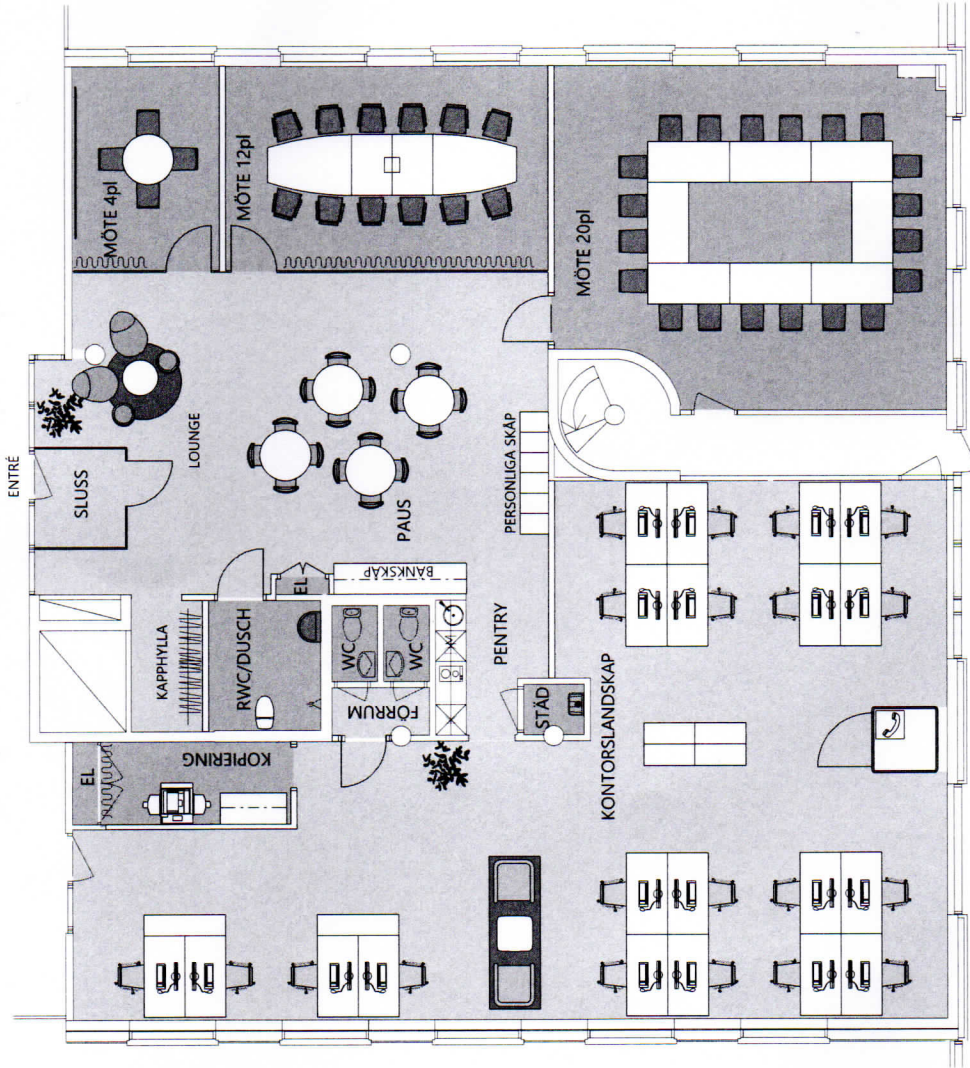 ENTRÉ
SLUSS
LOUNGE
MÖTE 4pl
MÖTE 12pl
MÖTE 20pl
PAUS
PERSONLIGA SKÅP
KAPPHYLLA
RWC/DUSCH
EL
BÄNKSKÅP
WC
WC
FÖRRUM
PENTRY
STÄD
EL
KOPIERING
KONTORSLANDSKAP